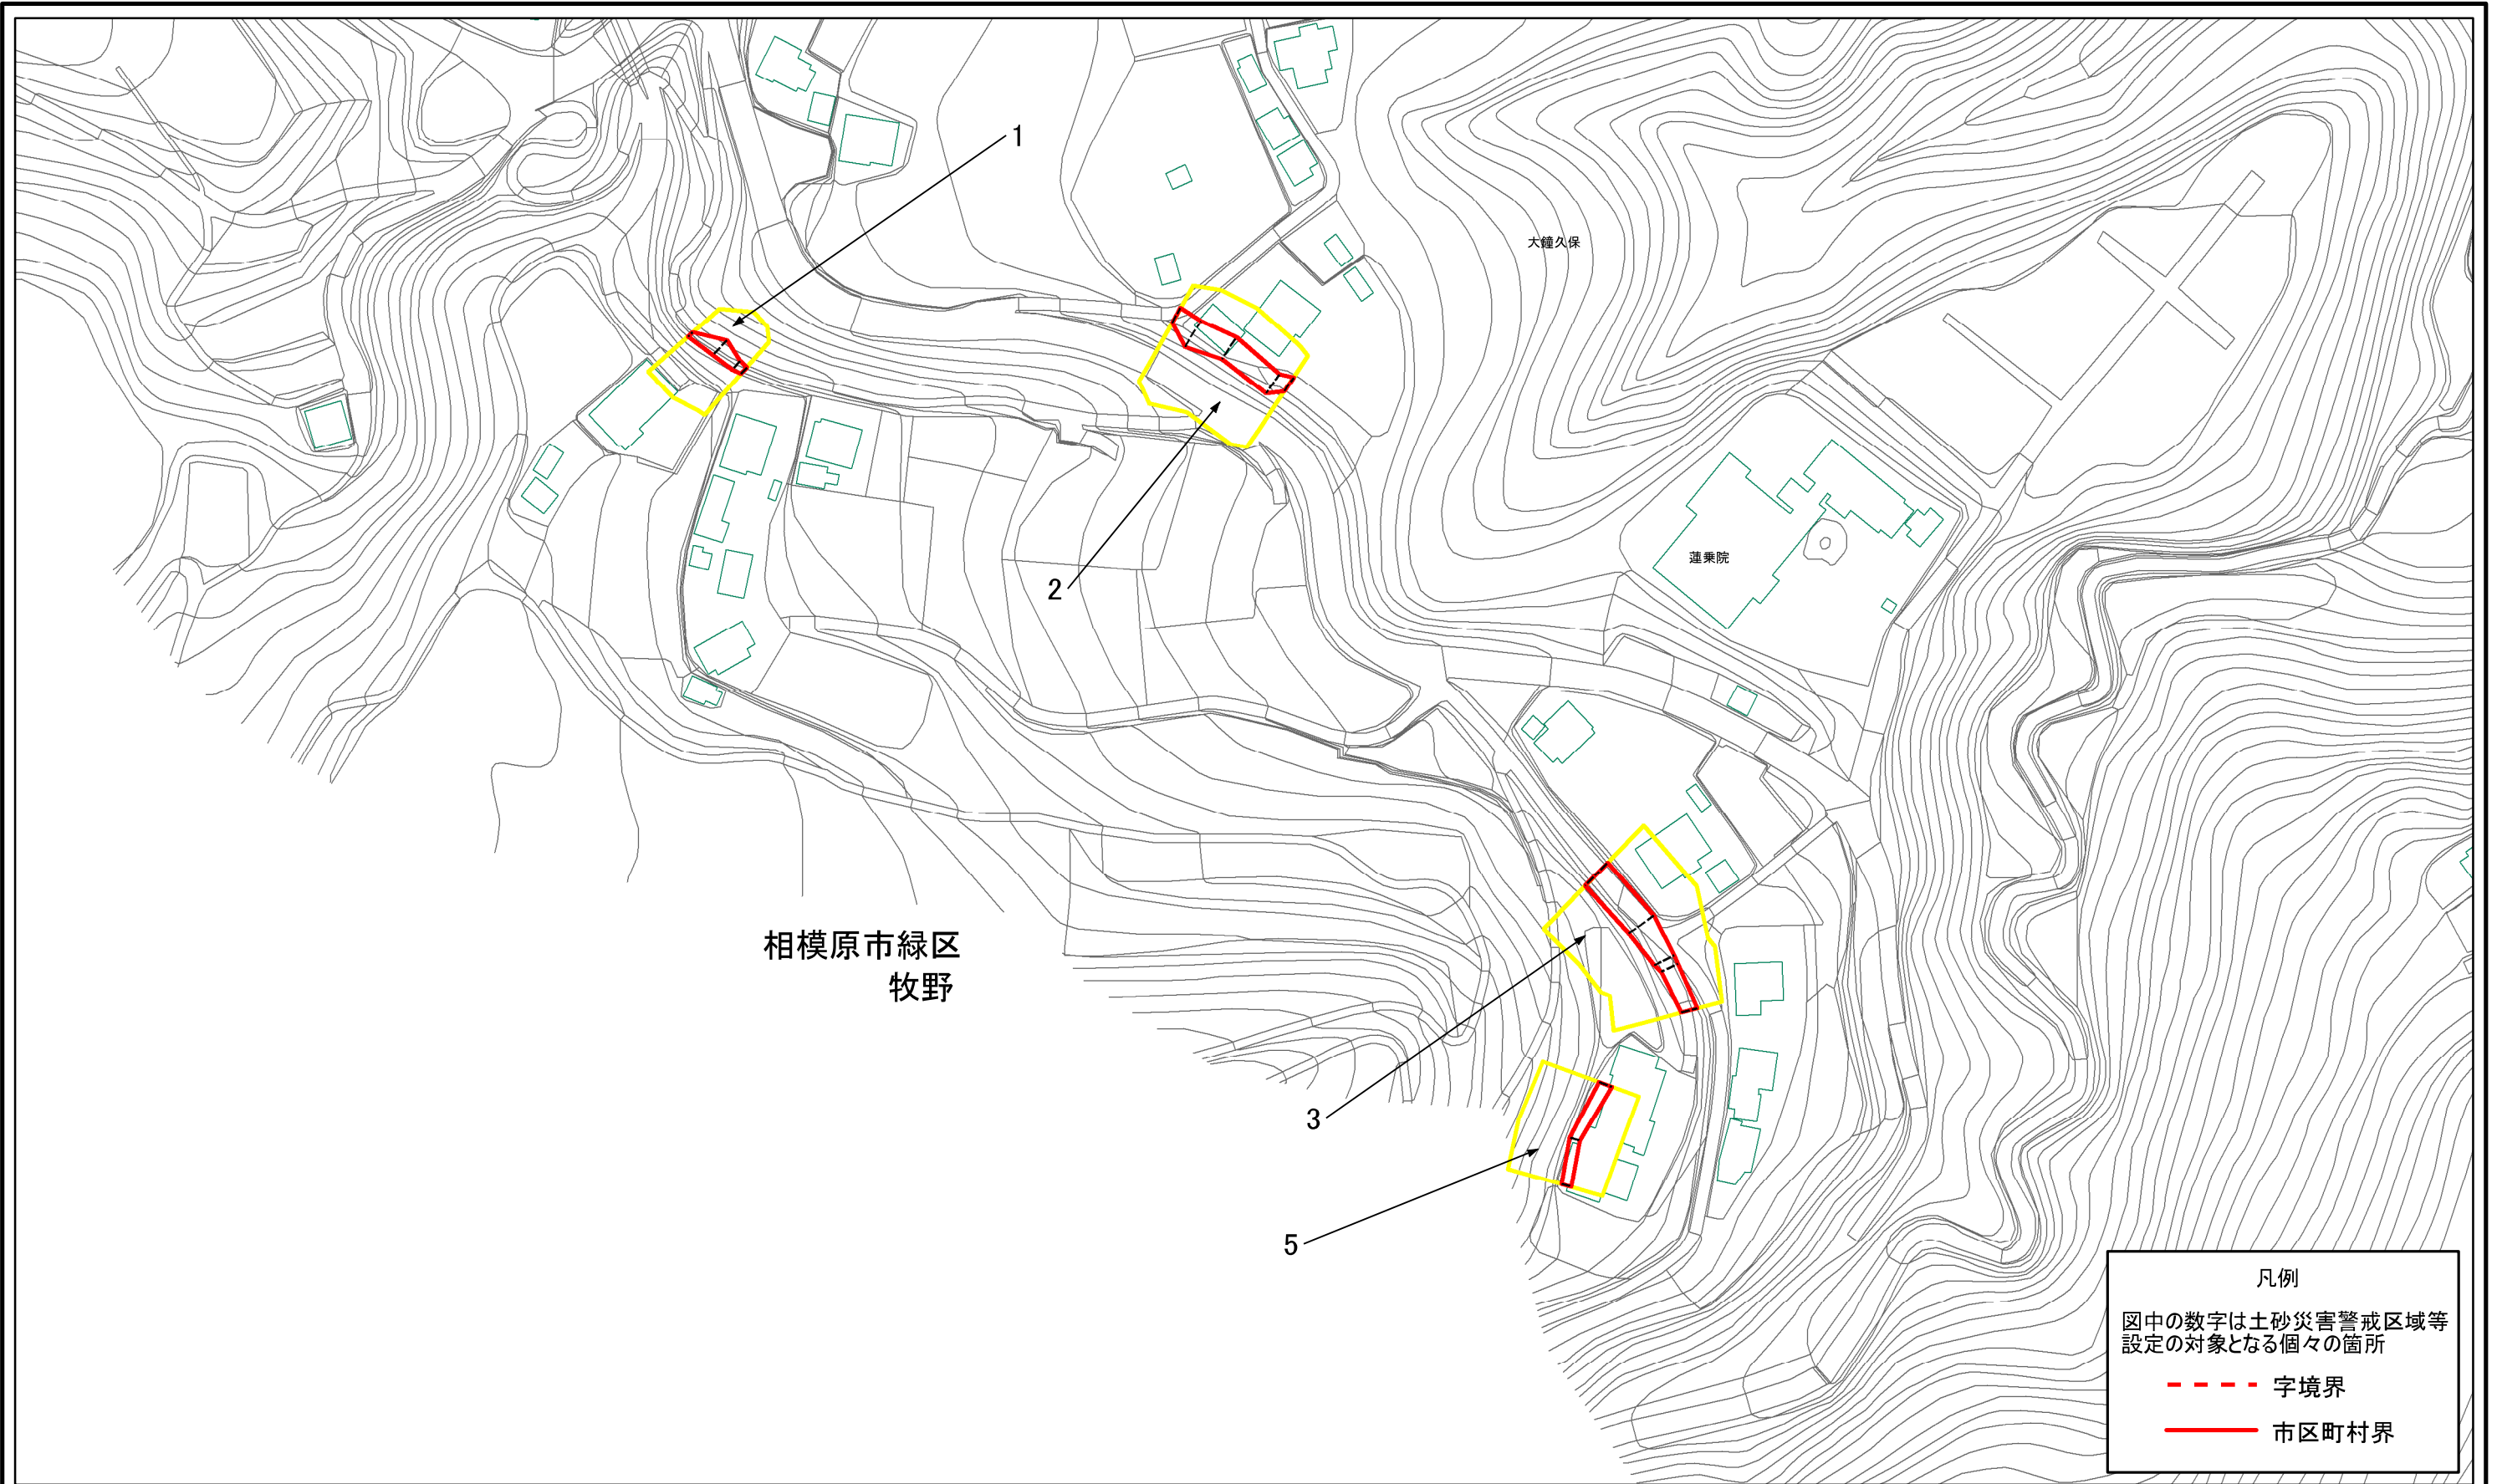 1
大鐘久保
蓮乗院
2
相模原市緑区
牧野
3
5
凡例
図中の数字は土砂災害警戒区域等
設定の対象となる個々の箇所
字境界
市区町村界